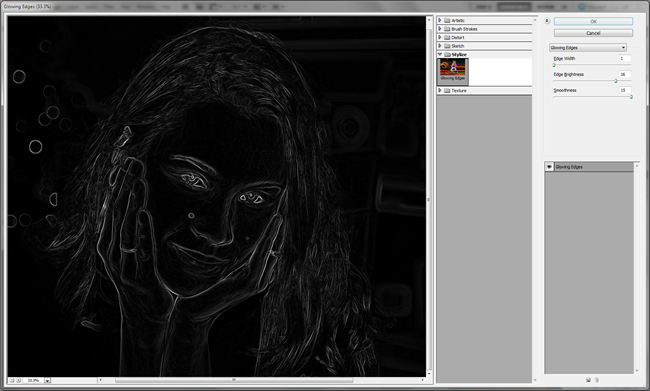 Glowing Edges (33.3%)
Artistic
Brush Strokes
Distort
Sketch
Stylize
Glowing Edges
Texture
OK
Cancel
Glowing Edges
Edge Width 1
Edge Brightness 16
Smoothness 15
Glowing Edges
33.3%